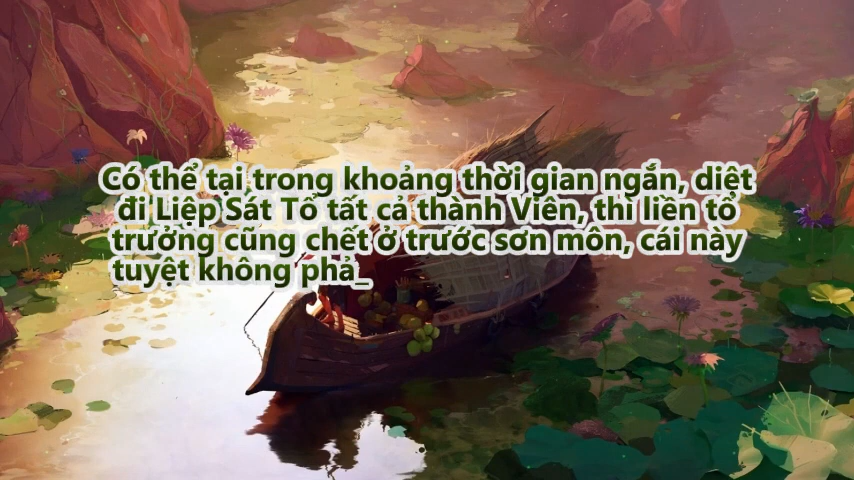 Có thể tại trong khoảng thời gian ngắn, diệt
đi Liệp Sát Tổ tất cả thành Viên, thì liền tổ
trưởng cũng chết ở trước sơn môn, cái này
tuyệt không phả_